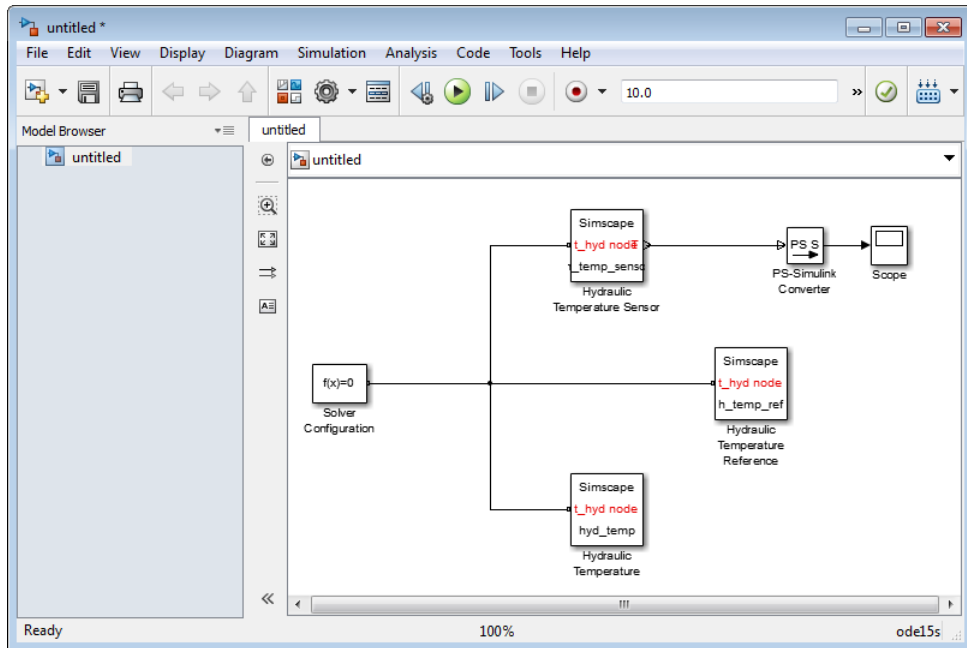 untitled *
File Edit View Display Diagram Simulation Analysis Code Tools Help
10.0 »
Model Browser
untitled
untitled
untitled
Simscape
t_hyd node
Hydraulic
Temperature Sensor
PS S
PS-Simulink
Converter
Scope
Simscape
t_hyd node
h_temp_ref
Hydraulic
Temperature
Reference
f(x)=0
Solver
Configuration
Simscape
t_hyd node
hyd_temp
Hydraulic
Temperature
Ready 100% ode15s